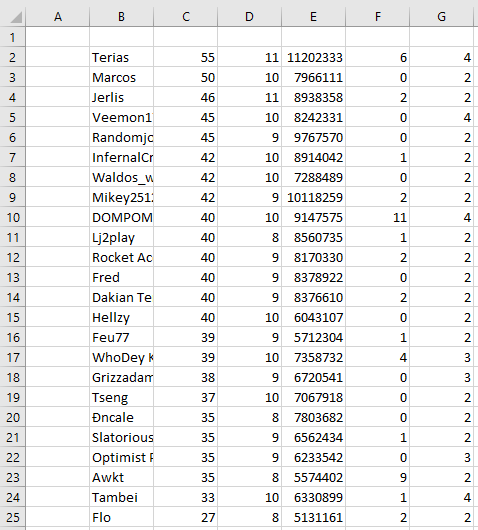 A B C D E F G
1
2 Terias 55 11 11202333 6 4
3 Marcos 50 10 7966111 0 2
4 Jerlis 46 11 8938358 2 2
5 Veemon1 45 10 8242331 0 4
6 Randomjc 45 9 9767570 0 2
7 InfernalCr 42 10 8914042 1 2
8 Waldos_w 42 10 7288489 0 2
9 Mikey251 42 9 10118259 2 2
10 DOMPOM 40 10 9147575 11 4
11 Lj2play 40 8 8560735 1 2
12 Rocket Ac 40 9 8170330 2 2
13 Fred 40 9 8378922 0 2
14 Dakian Te 40 9 8376610 2 2
15 Hellzy 40 10 6043107 0 2
16 Feu77 39 9 5712304 1 2
17 WhoDey K 39 10 7358732 4 3
18 Grizzadam 38 9 6720541 0 3
19 Tseng 37 10 7067918 0 2
20 Đncale 35 8 7803682 0 2
21 Slatorious 35 9 6562434 1 2
22 Optimist P 35 9 6233542 0 3
23 Awkt 35 8 5574402 9 2
24 Tambei 33 10 6330899 1 4
25 Flo 27 8 5131161 2 2